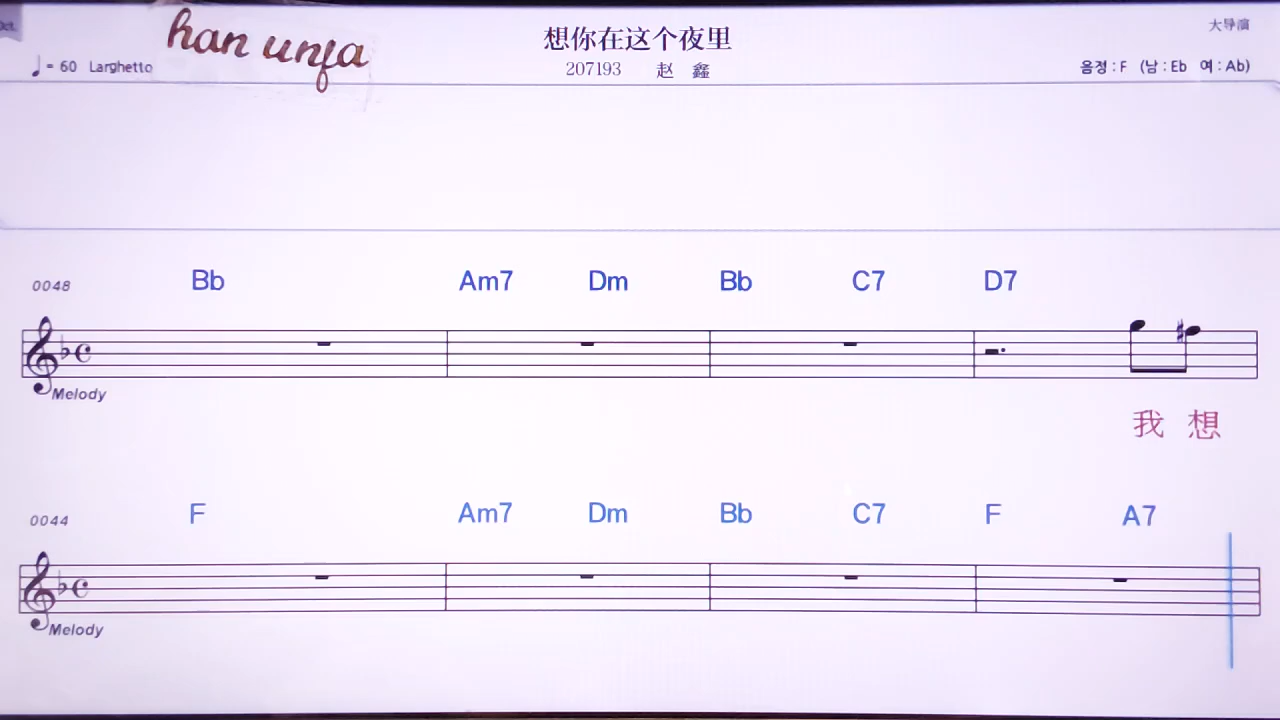 oct.
han unfa
想你在这个夜里
大导演
= 60 Larghetto
207193 赵 鑫
음정 : F (남 : Eb 여 : Ab)
0048 Bb Am7 Dm Bb C7 D7
Melody
我 想
0044 F Am7 Dm Bb C7 F A7
Melody